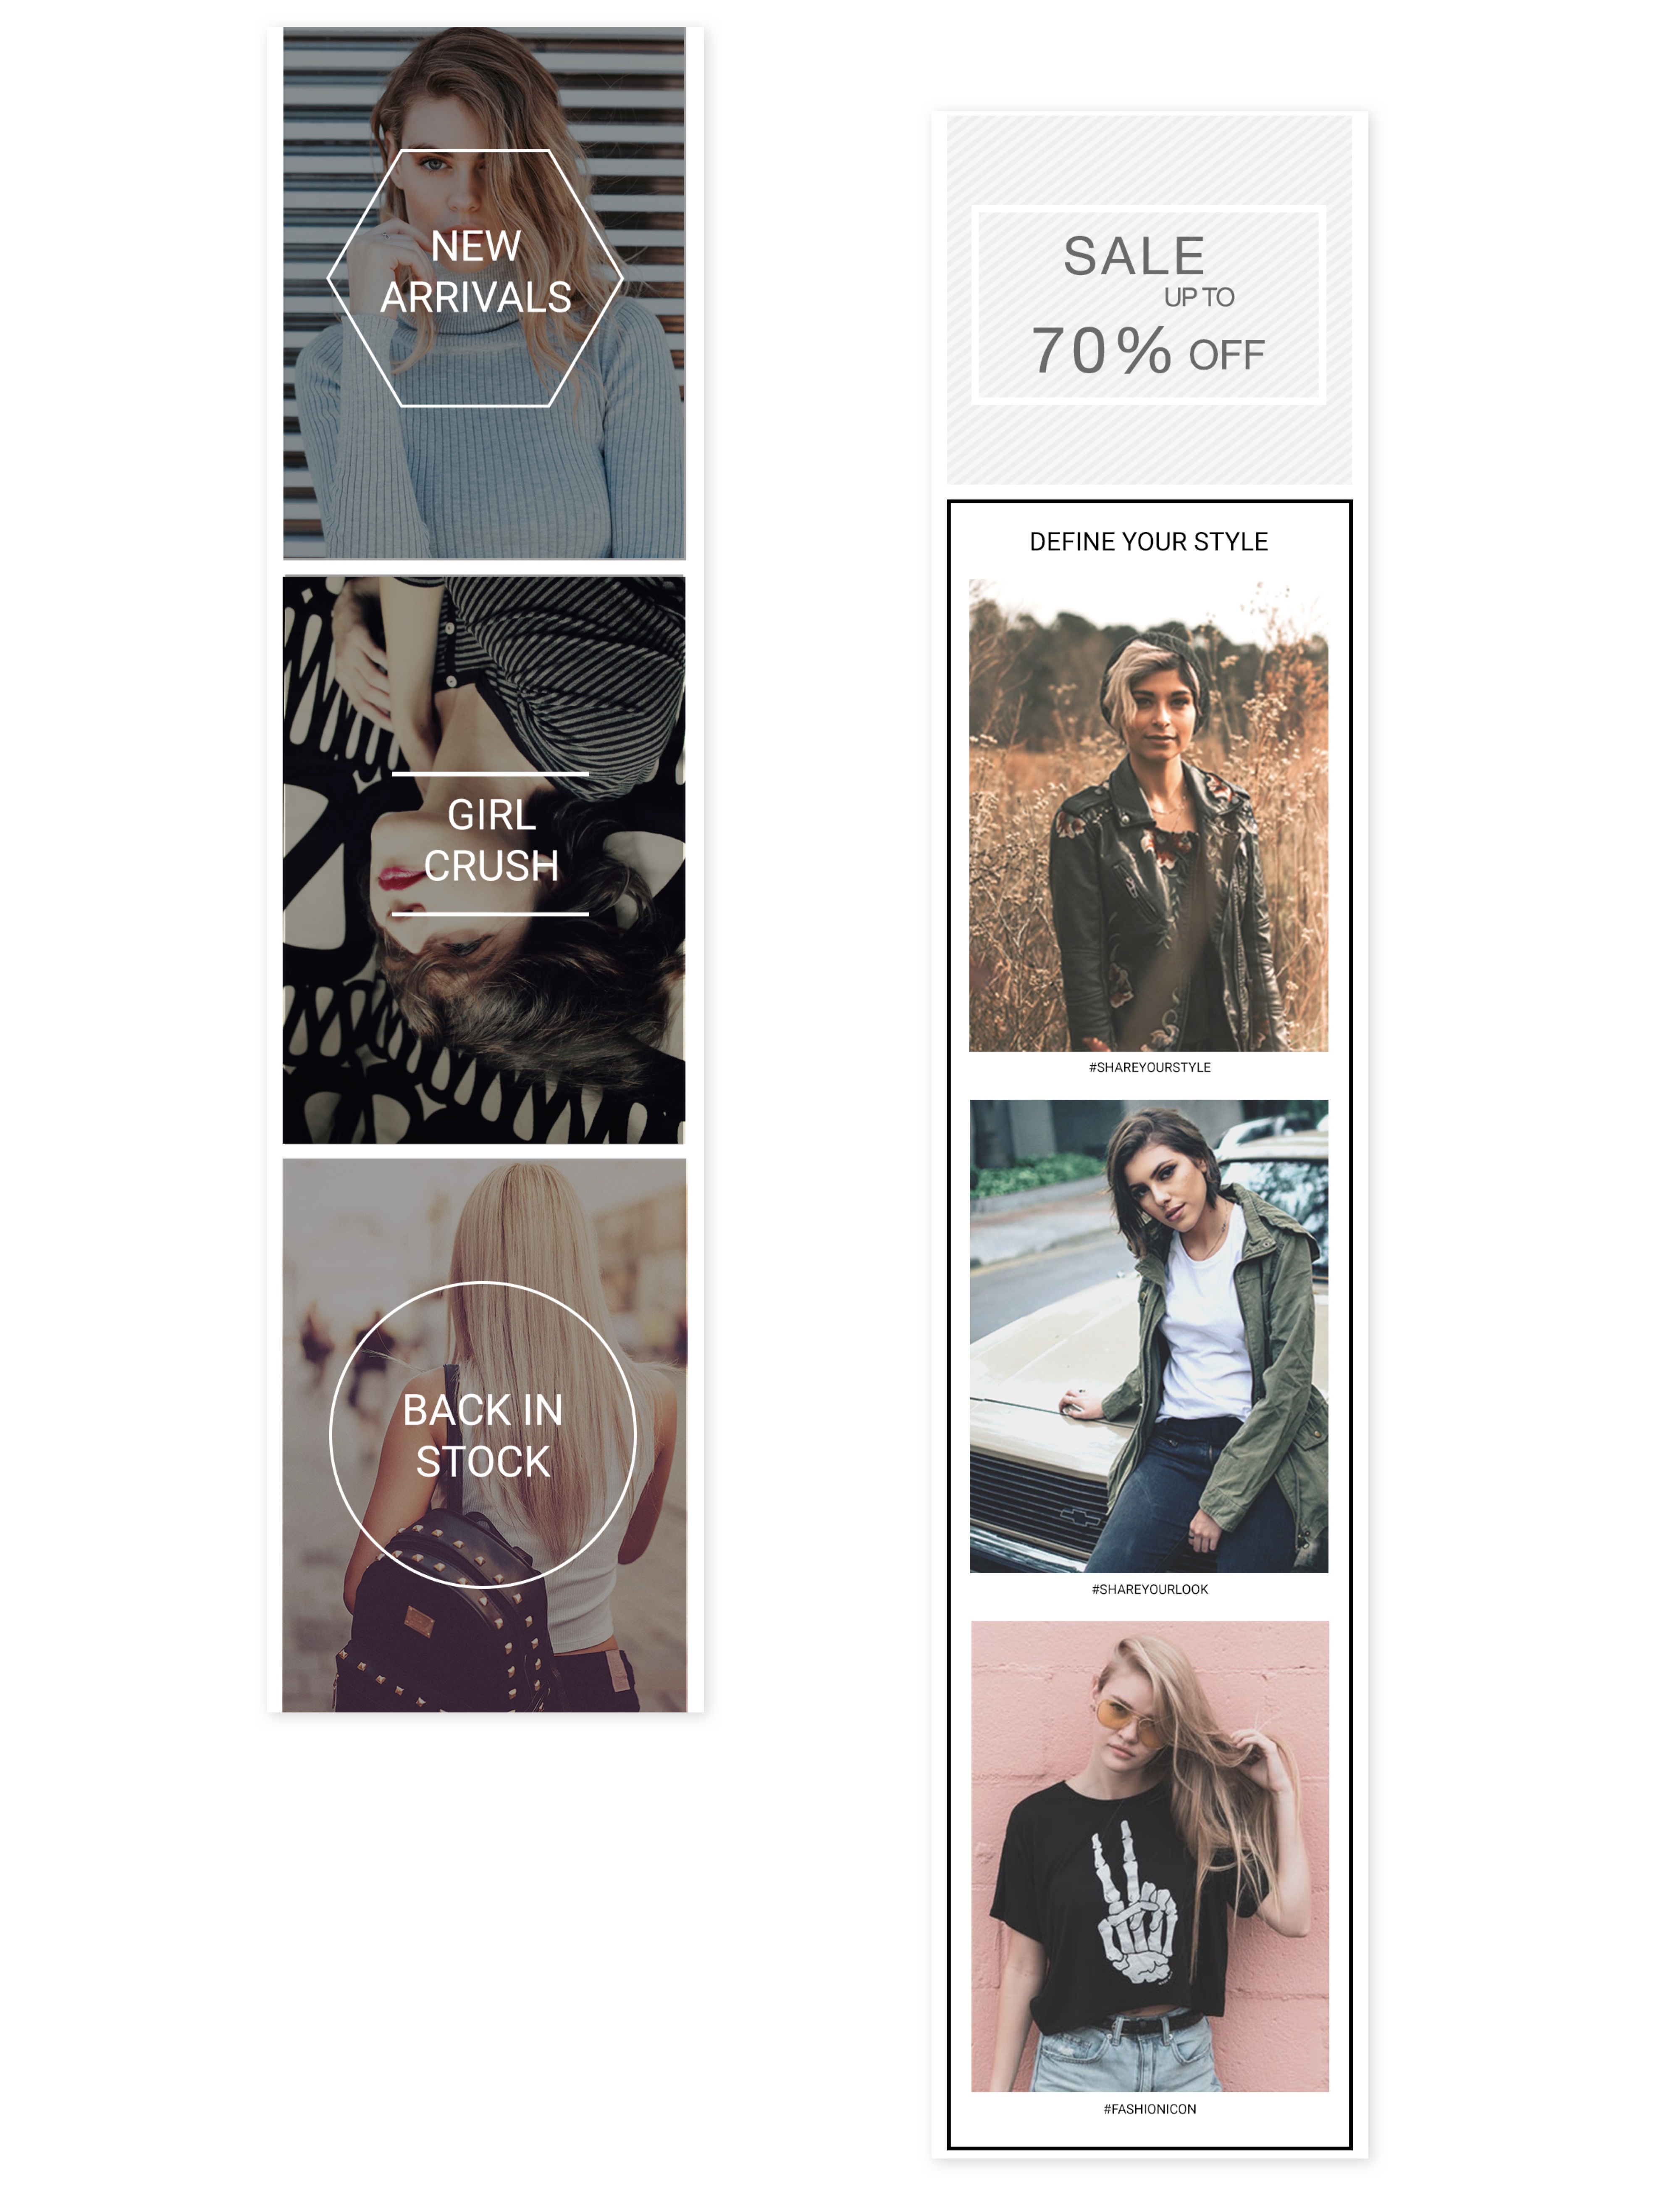 NEW
ARRIVALS
GIRL
CRUSH
BACK IN
STOCK
SALE
UP TO
70% OFF
DEFINE YOUR STYLE
#SHAREYOURSTYLE
#SHAREYOURLOOK
#FASHIONICON